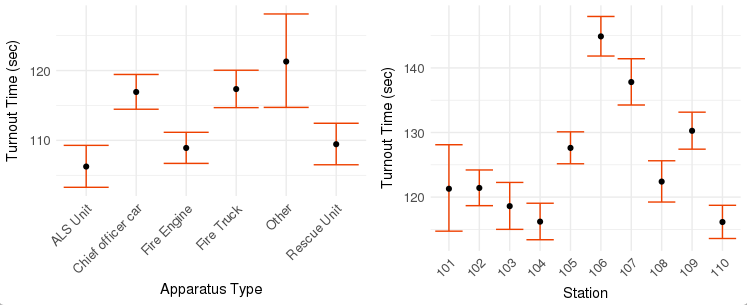 Turnout Time (sec)
120
110
ALS Unit
Chief officer car
Fire Engine
Fire Truck
Other
Rescue Unit
Apparatus Type
Turnout Time (sec)
140
130
120
101
102
103
104
105
106
107
108
109
110
Station